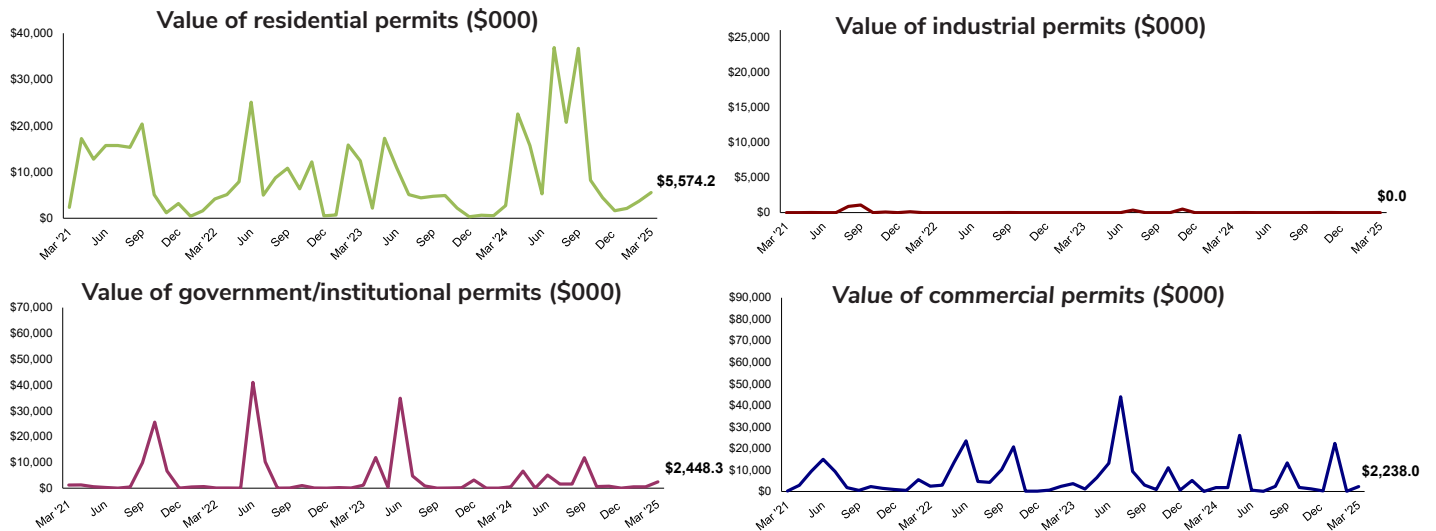 Value of residential permits ($000)
$40,000
$30,000
$20,000
$10,000
$0
$5,574.2
Mar '21
Jun
Sep
Dec
Mar '22
Jun
Sep
Dec
Mar '23
Jun
Sep
Dec
Mar '24
Jun
Sep
Dec
Mar '25
Value of industrial permits ($000)
$25,000
$20,000
$15,000
$10,000
$5,000
$0
$0.0
Mar '21
Jun
Sep
Dec
Mar '22
Jun
Sep
Dec
Mar '23
Jun
Sep
Dec
Mar '24
Jun
Sep
Dec
Mar '25
Value of government/institutional permits ($000)
$70,000
$60,000
$50,000
$40,000
$30,000
$20,000
$10,000
$0
$2,448.3
Mar '21
Jun
Sep
Dec
Mar '22
Jun
Sep
Dec
Mar '23
Jun
Sep
Dec
Mar '24
Jun
Sep
Dec
Mar '25
Value of commercial permits ($000)
$90,000
$80,000
$70,000
$60,000
$50,000
$40,000
$30,000
$20,000
$10,000
$0
$2,238.0
Mar '21
Jun
Sep
Dec
Mar '22
Jun
Sep
Dec
Mar '23
Jun
Sep
Dec
Mar '24
Jun
Sep
Dec
Mar '25